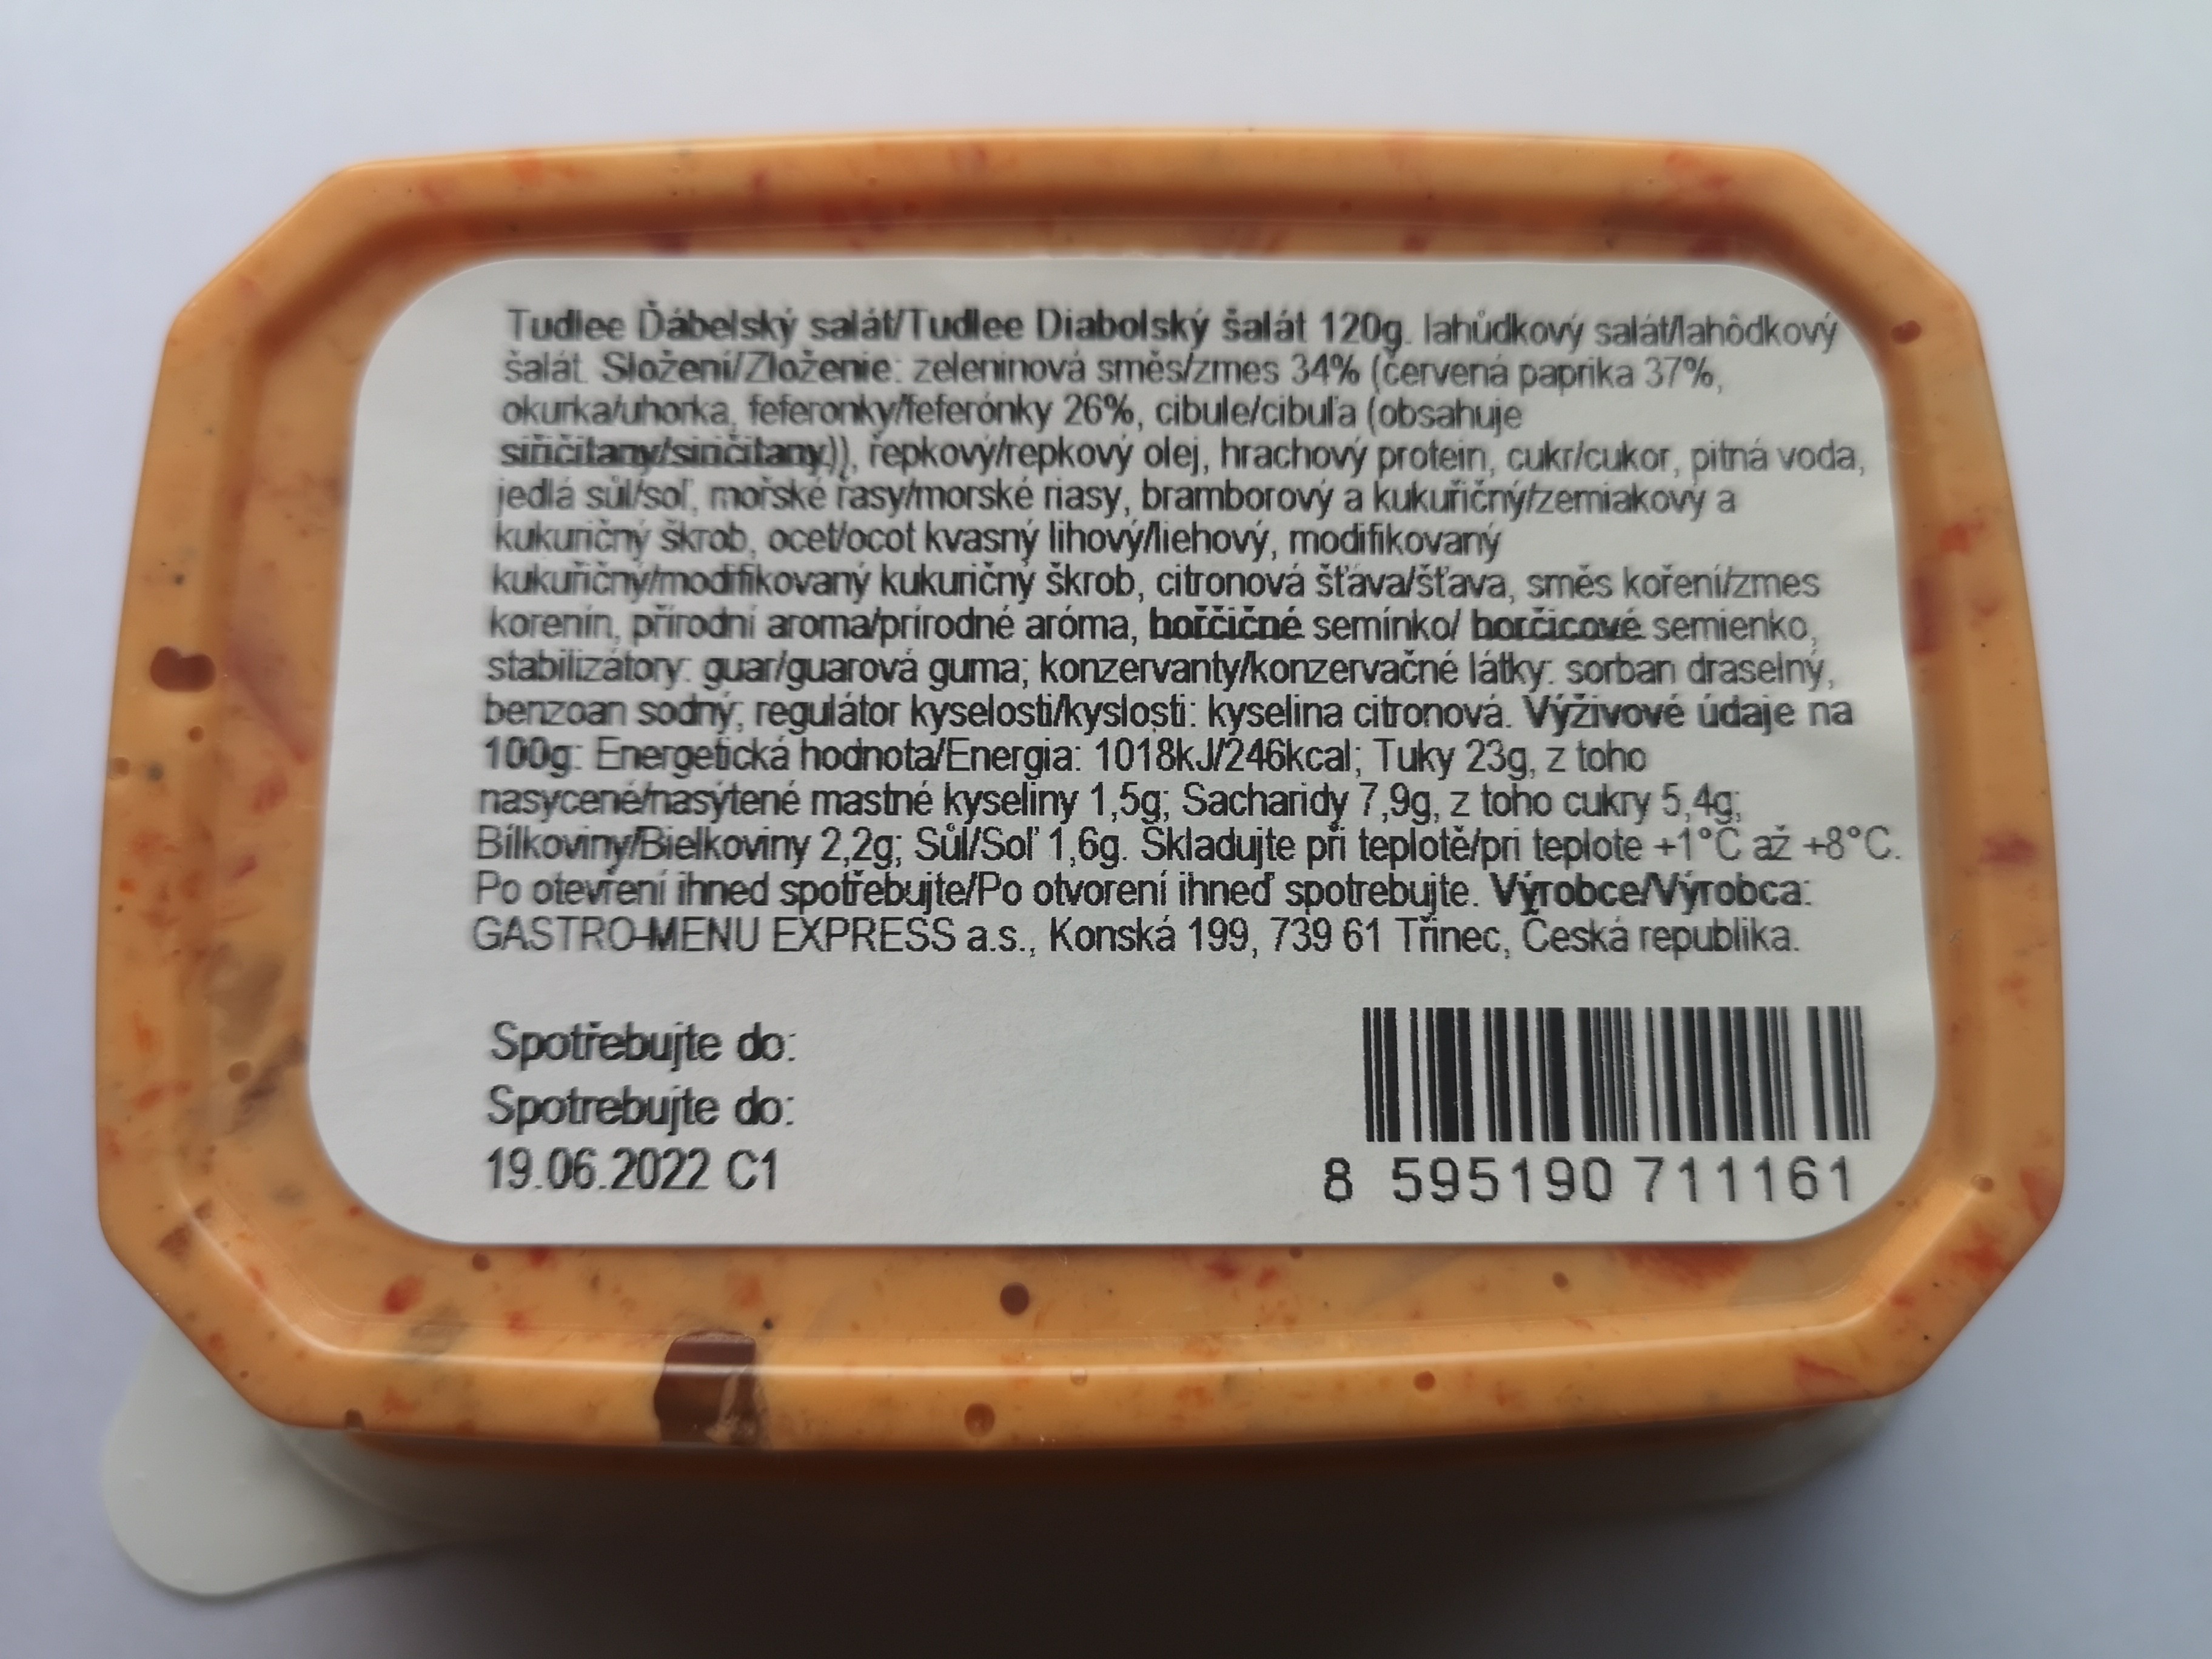 Tudlee Ďábelský salát/Tudlee Diabolský šalát 120g. lahůdkový salát/lahôdkový
šalát. Složení/Zloženie: zeleninová směs/zmes 34% (červená paprika 37%,
okurka/uhorka, feferonky/feferónky 26%, cibule/cibuľa (obsahuje
siřičitany/siričitany)), řepkový/repkový olej, hrachový protein, cukr/cukor, pitná voda,
jedlá sůl/soľ, mořské řasy/morské riasy, bramborový a kukuřičný/zemiakový a
kukuričný škrob, ocet/ocot kvasný lihový/liehový, modifikovaný
kukuřičný/modifikovaný kukuričný škrob, citronová šťáva/šťava, směs koření/zmes
korenín, přírodní aroma/prírodné aróma, hořčičné semínko/ horčicové semienko,
stabilizátory: guar/guarová guma; konzervanty/konzervačné látky: sorban draselný,
benzoan sodný; regulátor kyselosti/kyslosti: kyselina citronová. Výživové údaje na
100g: Energetická hodnota/Energia: 1018kJ/246kcal; Tuky 23g, z toho
nasycené/nasýtené mastné kyseliny 1,5g; Sacharidy 7,9g, z toho cukry 5,4g;
Bílkoviny/Bielkoviny 2,2g; Sůl/Soľ 1,6g. Skladujte při teplotě/pri teplote +1°C až +8°C.
Po otevření ihned spotřebujte/Po otvorení ihneď spotrebujte. Výrobce/Výrobca:
GASTRO-MENU EXPRESS a.s., Konská 199, 739 61 Třinec, Česká republika.
Spotřebujte do:
Spotrebujte do:
19.06.2022 C1
8 595190 711161